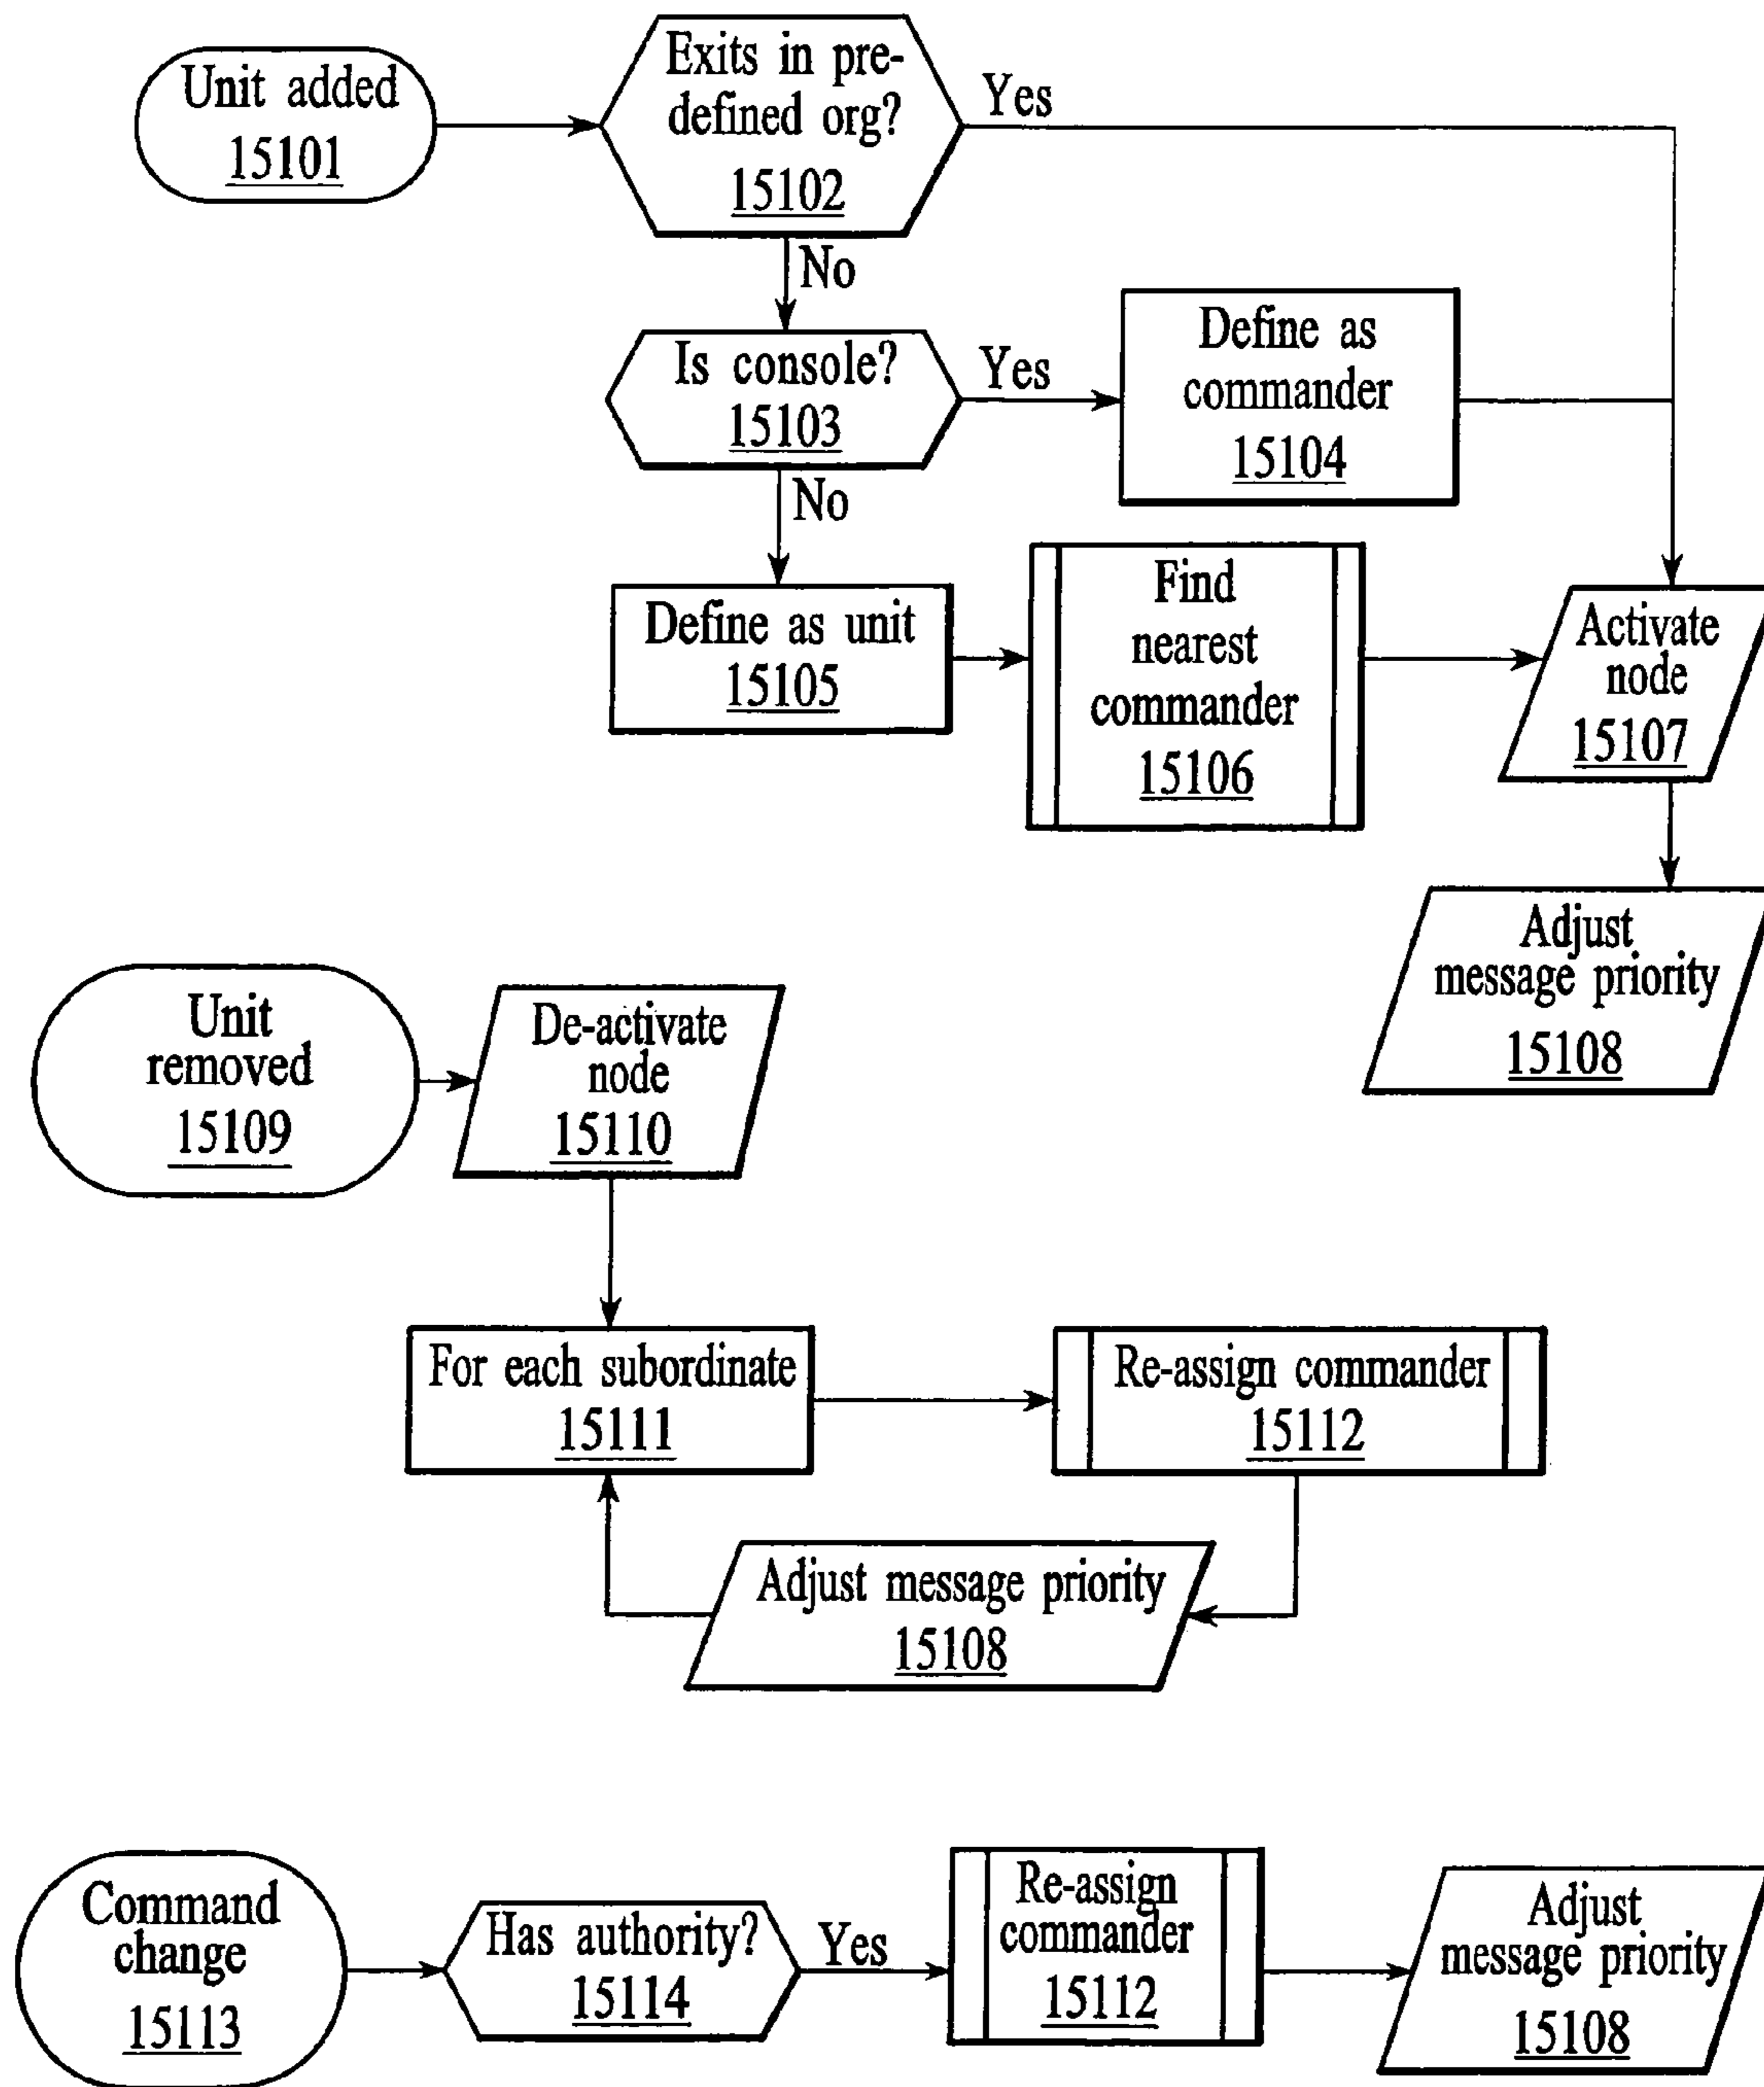 Unit added
15101
Exits in pre-
defined org?
15102
Yes
No
Is console?
15103
Yes
No
Define as
commander
15104
Define as unit
15105
Find
nearest
commander
15106
Activate
node
15107
Adjust
message priority
15108
Unit
removed
15109
De-activate
node
15110
For each subordinate
15111
Re-assign commander
15112
Adjust message priority
15108
Command
change
15113
Has authority?
15114
Yes
Re-assign
commander
15112
Adjust
message priority
15108